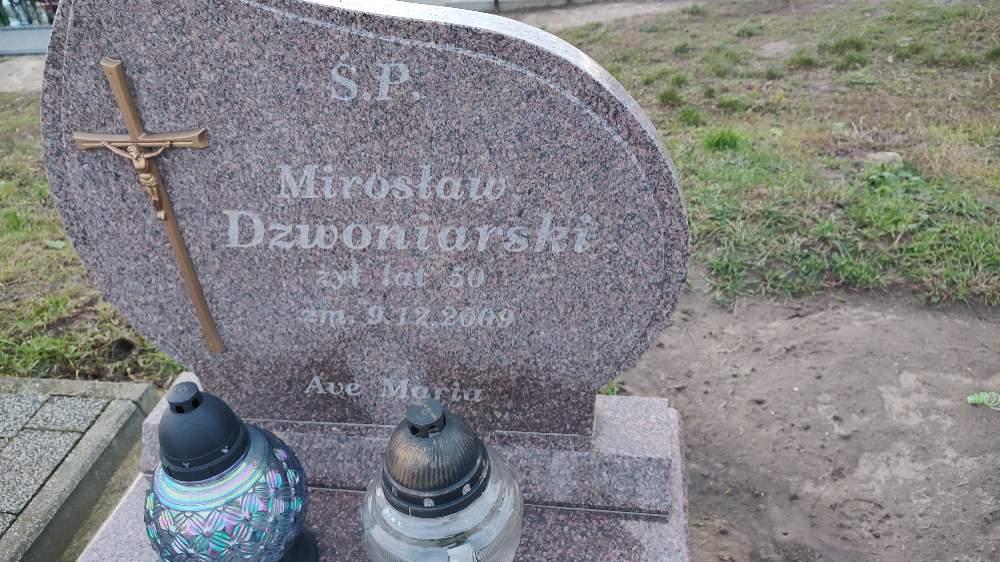 Ś.P.
Mirosław
Dzwoniarski
żył lat 50
zm. 9.12.2009
Ave Maria